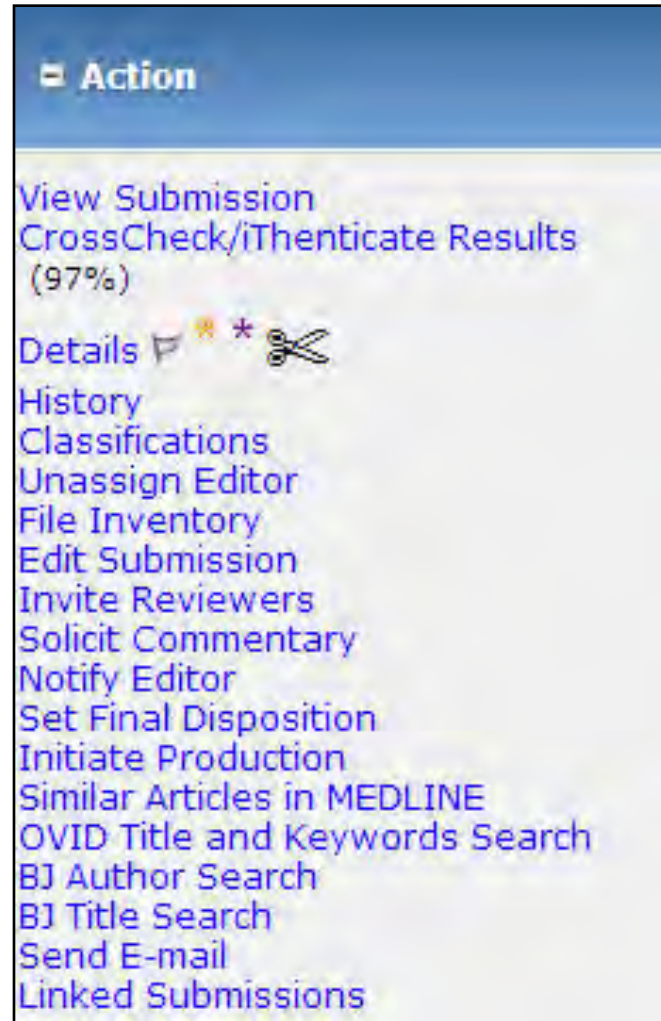 Action
View Submission
CrossCheck/iThenticate Results
(97%)
Details * *
History
Classifications
Unassign Editor
File Inventory
Edit Submission
Invite Reviewers
Solicit Commentary
Notify Editor
Set Final Disposition
Initiate Production
Similar Articles in MEDLINE
OVID Title and Keywords Search
BJ Author Search
BJ Title Search
Send E-mail
Linked Submissions